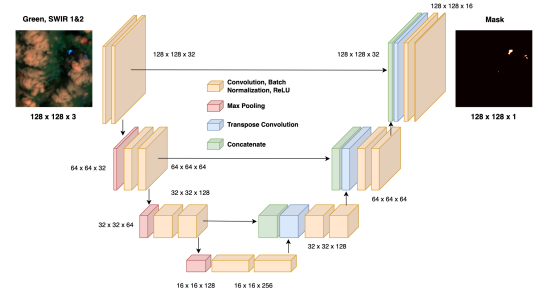 Green, SWIR 1&2
128 x 128 x 3
128 x 128 x 32
128 x 128 x 32
128 x 128 x 16
Mask
128 x 128 x 1
Convolution, Batch
Normalization, ReLU
Max Pooling
Transpose Convolution
Concatenate
64 x 64 x 32
64 x 64 x 64
64 x 64 x 64
32 x 32 x 128
32 x 32 x 64
32 x 32 x 128
16 x 16 x 128
16 x 16 x 256